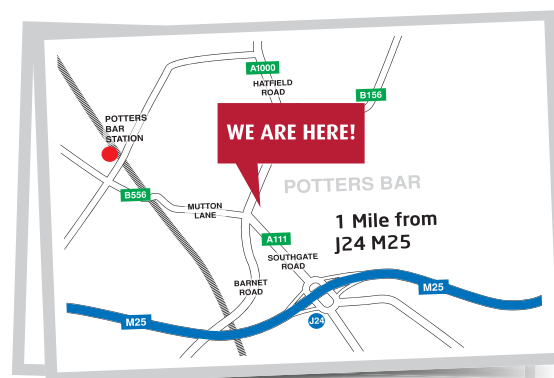 A1000
HATFIELD
ROAD
B156
POTTERS
BAR
STATION
WE ARE HERE!
POTTERS BAR
B556
MUTTON
LANE
1 Mile from
J24 M25
A111
SOUTHGATE
ROAD
BARNET
ROAD
M25
M25
J24